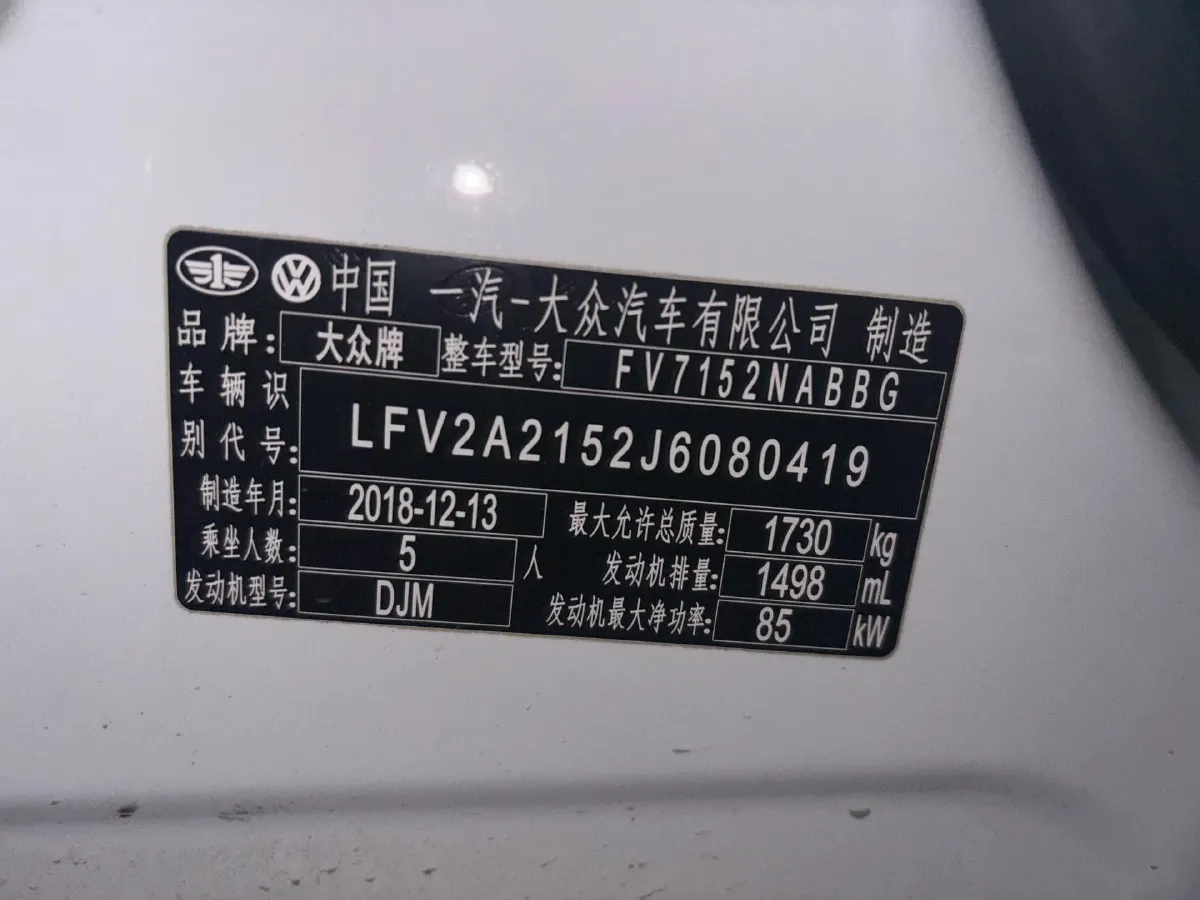 中国 一汽-大众汽车有限公司 制造
品牌: 大众牌 整车型号: FV7152NABBG
车辆识别代号: LFV2A2152J6080419
制造年月: 2018-12-13 最大允许总质量: 1730 kg
乘坐人数: 5 人 发动机排量: 1498 mL
发动机型号: DJM 发动机最大净功率: 85 kW